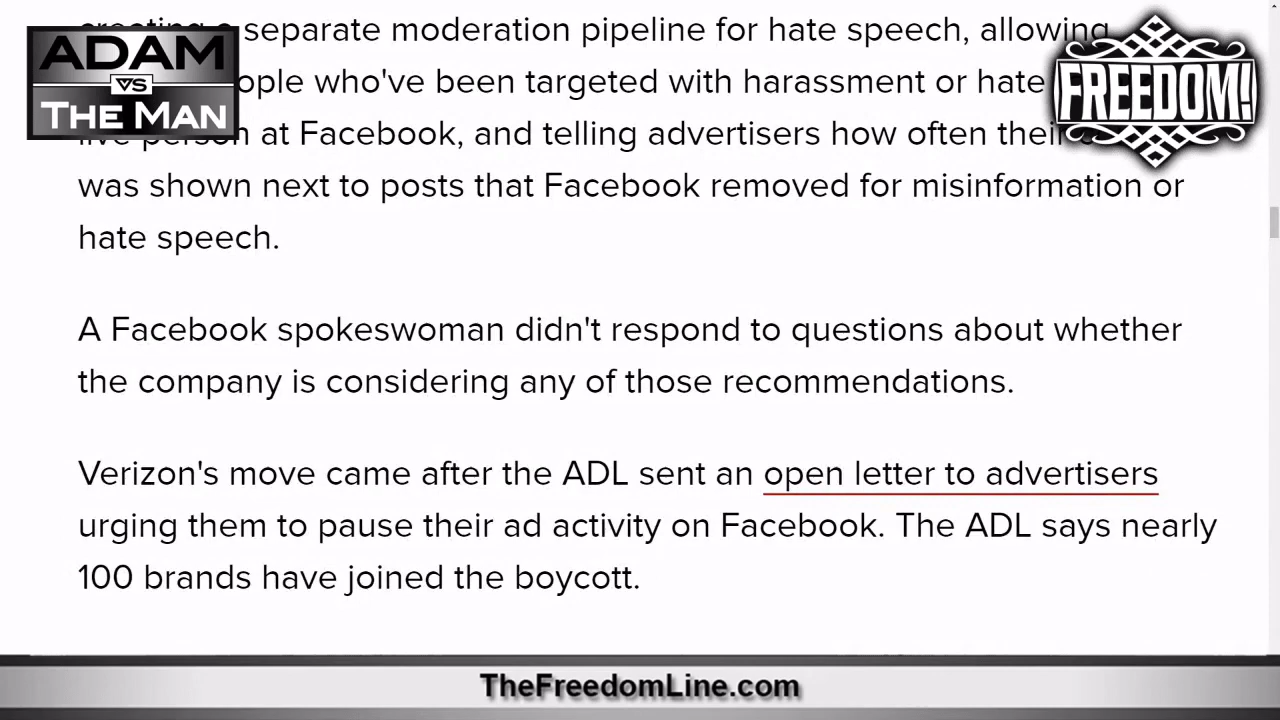 creating a separate moderation pipeline for hate speech, allowing
ADAM
VS
THE MAN
FREEDOM!
ople who've been targeted with harassment or hate
live person at Facebook, and telling advertisers how often their
was shown next to posts that Facebook removed for misinformation or
hate speech.
A Facebook spokeswoman didn't respond to questions about whether
the company is considering any of those recommendations.
Verizon's move came after the ADL sent an open letter to advertisers
urging them to pause their ad activity on Facebook. The ADL says nearly
100 brands have joined the boycott.
TheFreedomLine.com